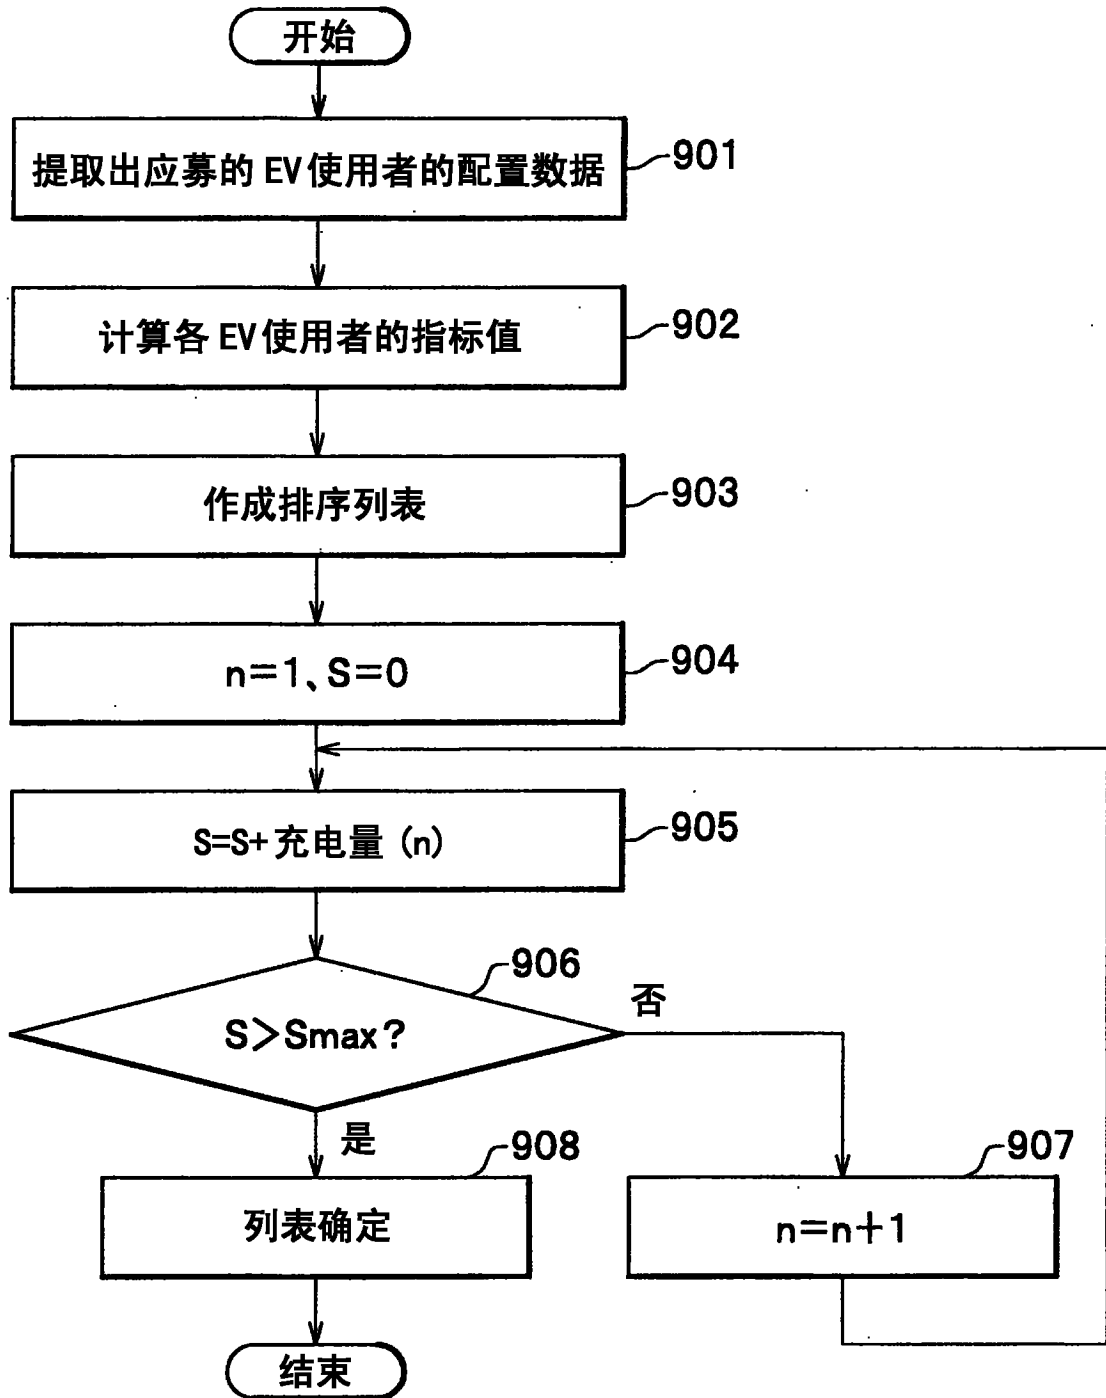 开始
提取出应募的EV使用者的配置数据
901
计算各EV使用者的指标值
902
作成排序列表
903
n=1、S=0
904
S=S+充电量(n)
905
906
S>Smax?
否
是
908
907
列表确定
n=n+1
结束